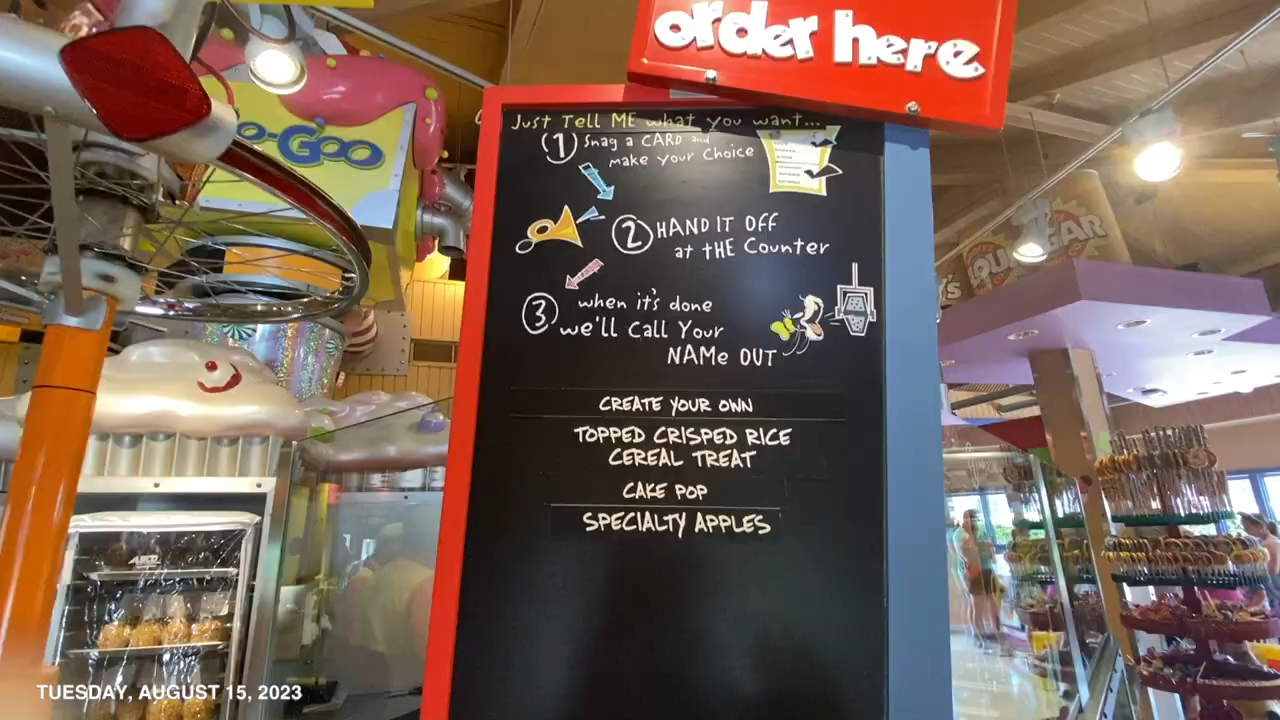 order here
Just TELL ME what you want...
1 Snag a CARD and
make your Choice
2 HAND IT OFF
at tHE Counter
3 when it's done
we'll CALL Your
NAMe OUT
CREATE YOUR OWN
TOPPED CRISPED RICE
CEREAL TREAT
CAKE POP
SPECIALTY APPLES
o-Goo
TUESDAY, AUGUST 15, 2023